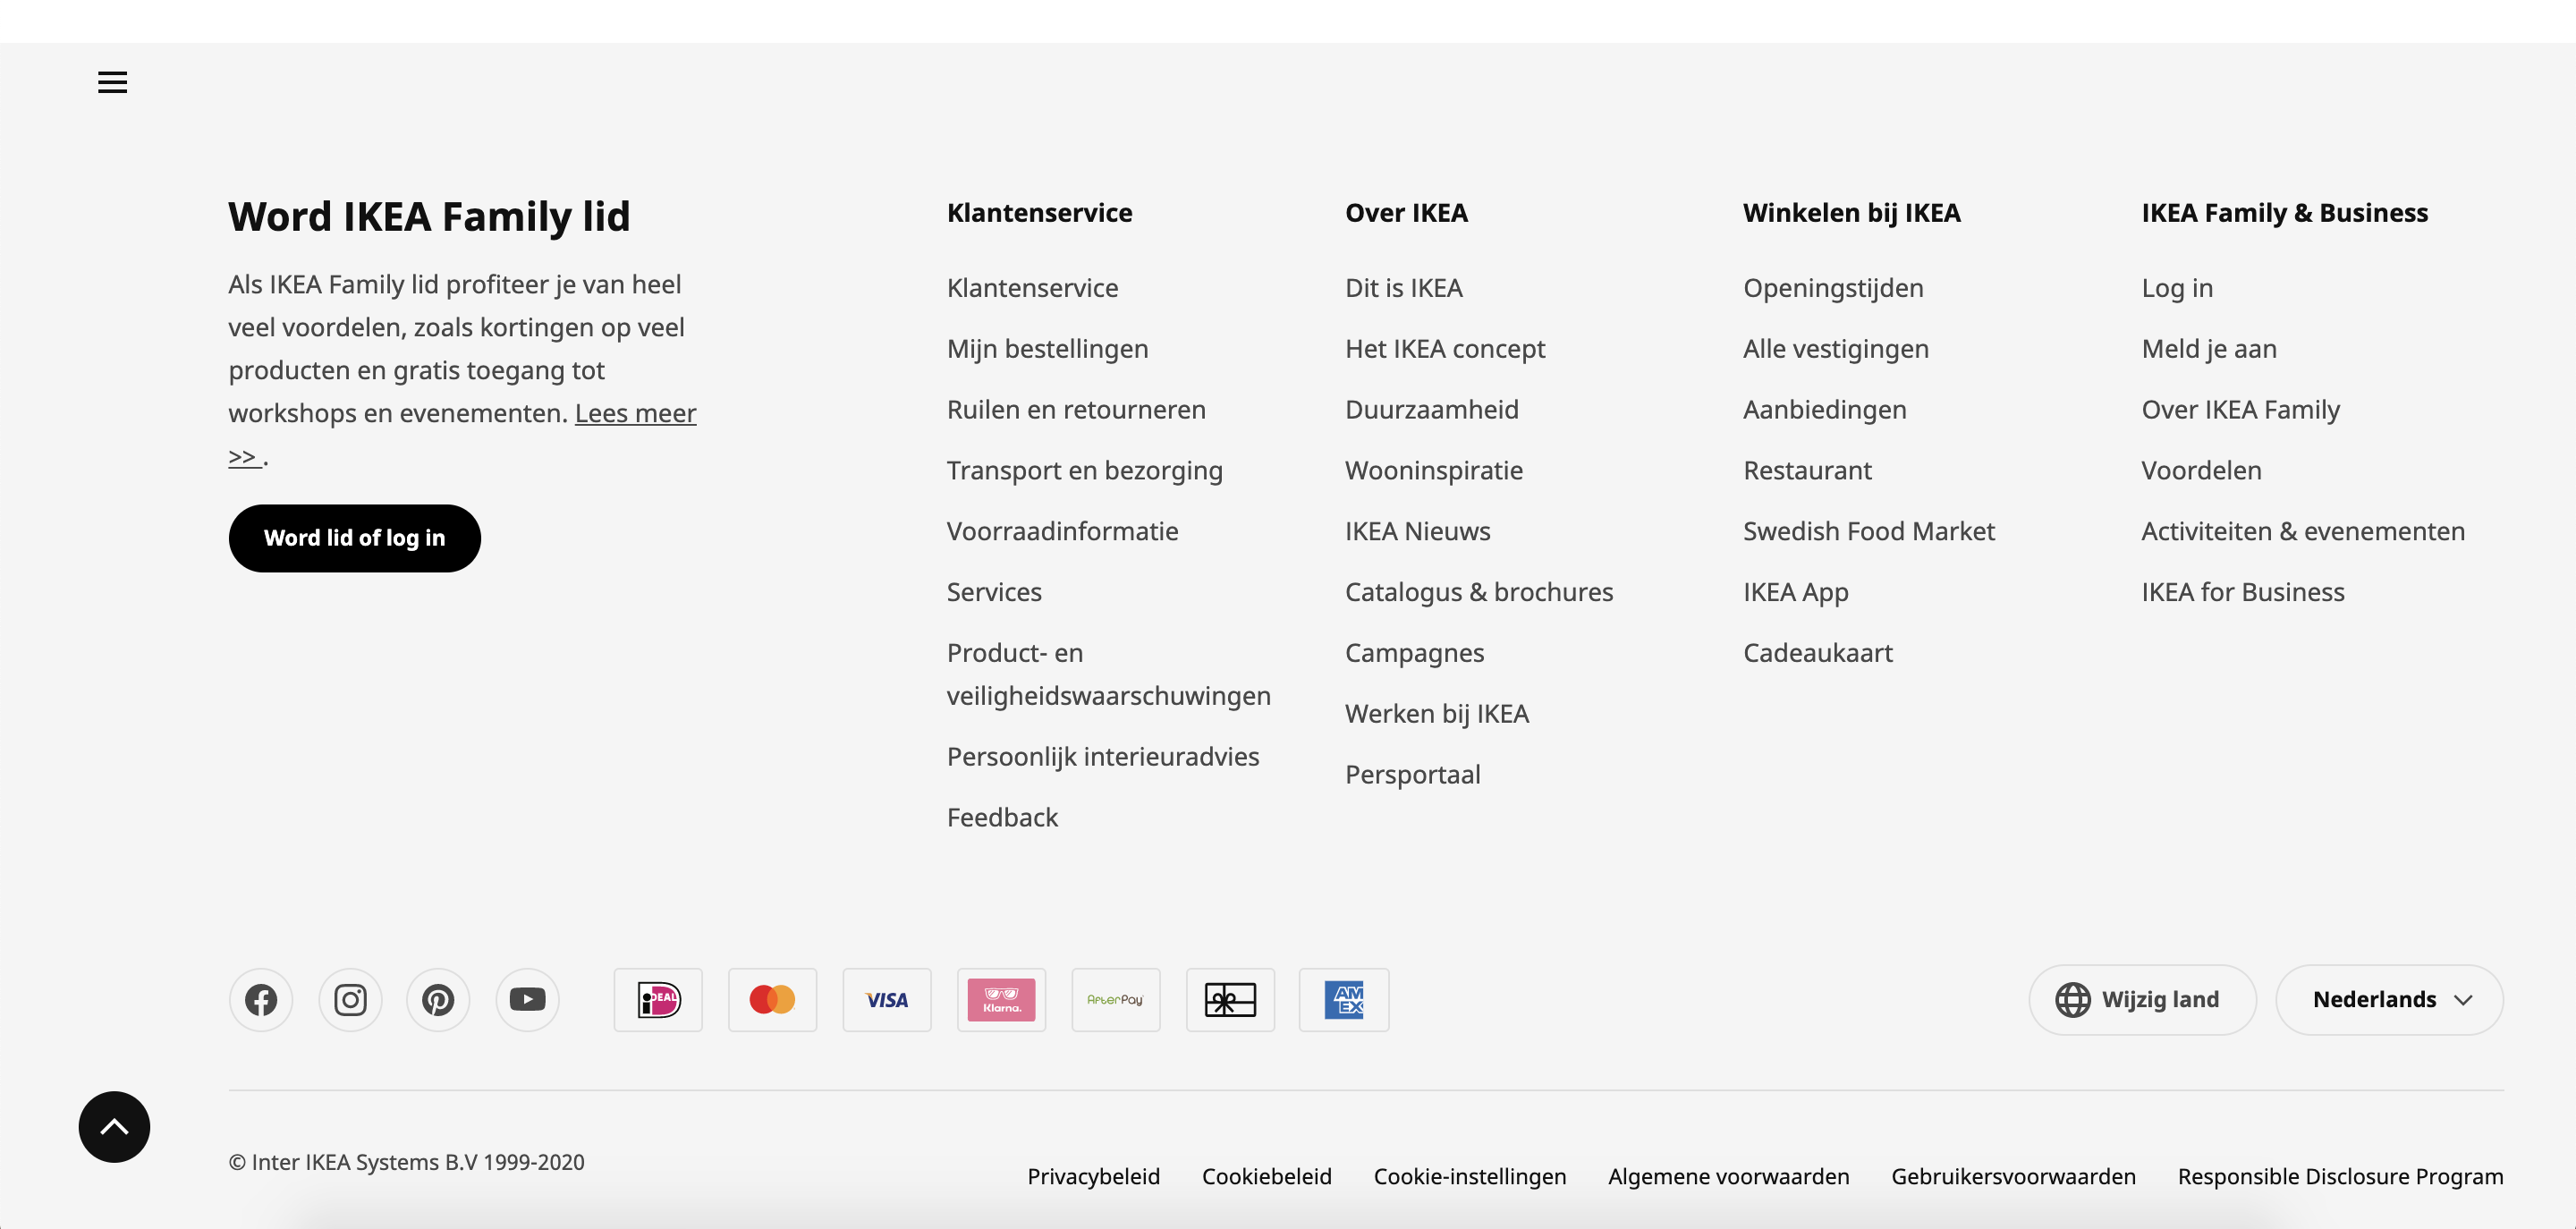 Word IKEA Family lid
Als IKEA Family lid profiteer je van heel
veel voordelen, zoals kortingen op veel
producten en gratis toegang tot
workshops en evenementen. Lees meer
>> .
Word lid of log in
Klantenservice
Klantenservice
Mijn bestellingen
Ruilen en retourneren
Transport en bezorging
Voorraadinformatie
Services
Product- en
veiligheidswaarschuwingen
Persoonlijk interieuradvies
Feedback
Over IKEA
Dit is IKEA
Het IKEA concept
Duurzaamheid
Wooninspiratie
IKEA Nieuws
Catalogus & brochures
Campagnes
Werken bij IKEA
Persportaal
Winkelen bij IKEA
Openingstijden
Alle vestigingen
Aanbiedingen
Restaurant
Swedish Food Market
IKEA App
Cadeaukaart
IKEA Family & Business
Log in
Meld je aan
Over IKEA Family
Voordelen
Activiteiten & evenementen
IKEA for Business
iDEAL
VISA
Klarna.
AfterPay
AM
EX
Wijzig land
Nederlands
© Inter IKEA Systems B.V 1999-2020
Privacybeleid
Cookiebeleid
Cookie-instellingen
Algemene voorwaarden
Gebruikersvoorwaarden
Responsible Disclosure Program